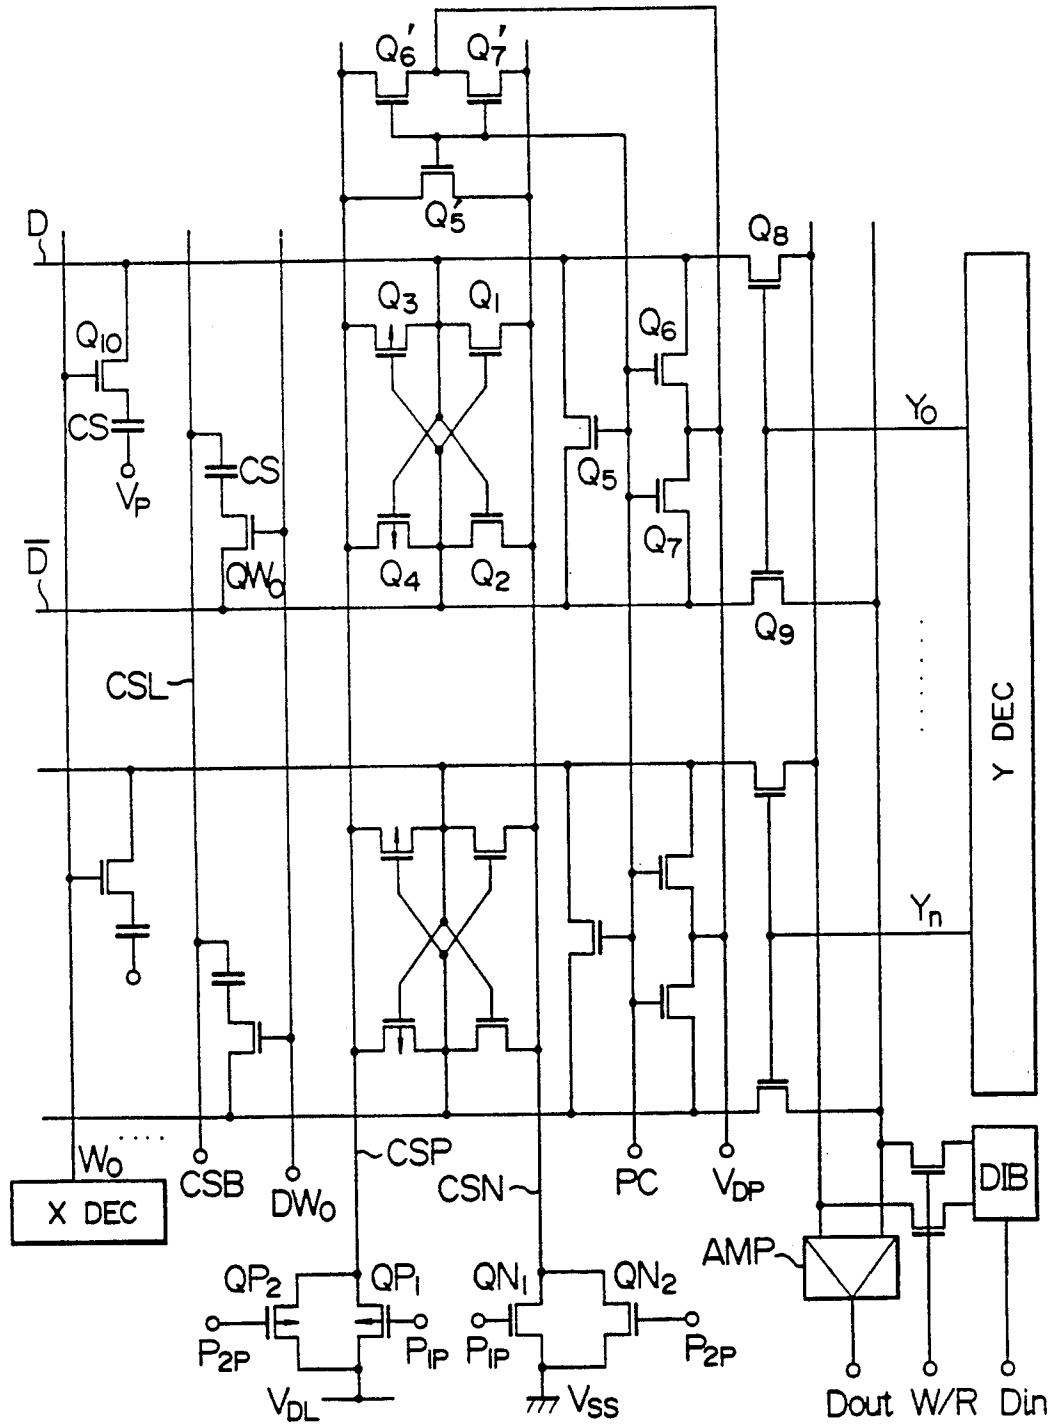 Q6' Q7'
Q5'
D Q8
Q3 Q1
Q10 Q6
Y0
CS CS Q5
VP
Q7
D̅ QW0 Q4 Q2
Q9
CSL
Y DEC
Yn
W0 CSP
CSB DW0 CSN PC VDP DIB
X DEC
AMP
QP2 QP1 QN1 QN2
P2P P1P P1P P2P
VDL VSS
Dout W/R Din